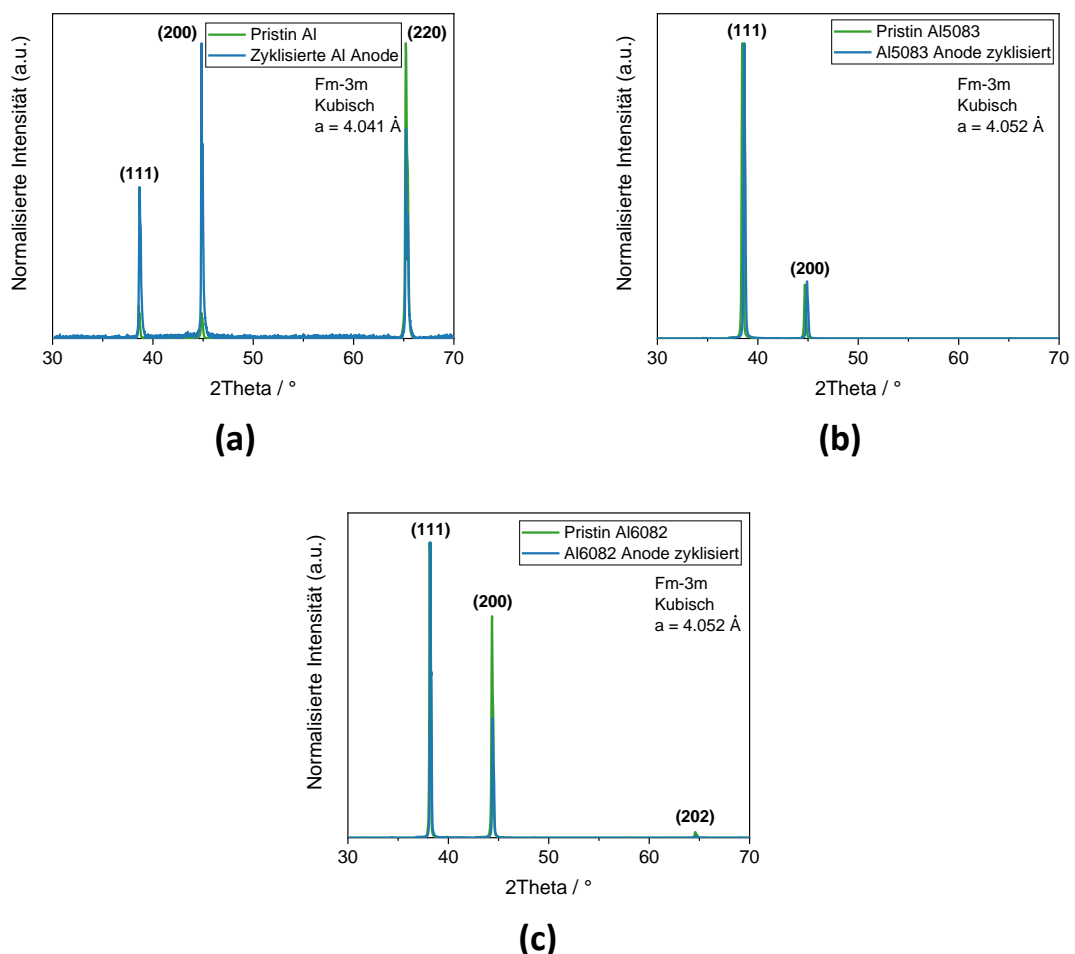 (200)
(220)
Pristin Al
Zyklisierte Al Anode
Fm-3m
Kubisch
a = 4.041 Å
(111)
Normalisierte Intensität (a.u.)
30 40 50 60 70
2Theta / °
(a)
(111)
Pristin Al5083
Al5083 Anode zyklisiert
Fm-3m
Kubisch
a = 4.052 Å
(200)
Normalisierte Intensität (a.u.)
30 40 50 60 70
2Theta / °
(b)
(111)
Pristin Al6082
Al6082 Anode zyklisiert
Fm-3m
Kubisch
a = 4.052 Å
(200)
(202)
Normalisierte Intensität (a.u.)
30 40 50 60 70
2Theta / °
(c)